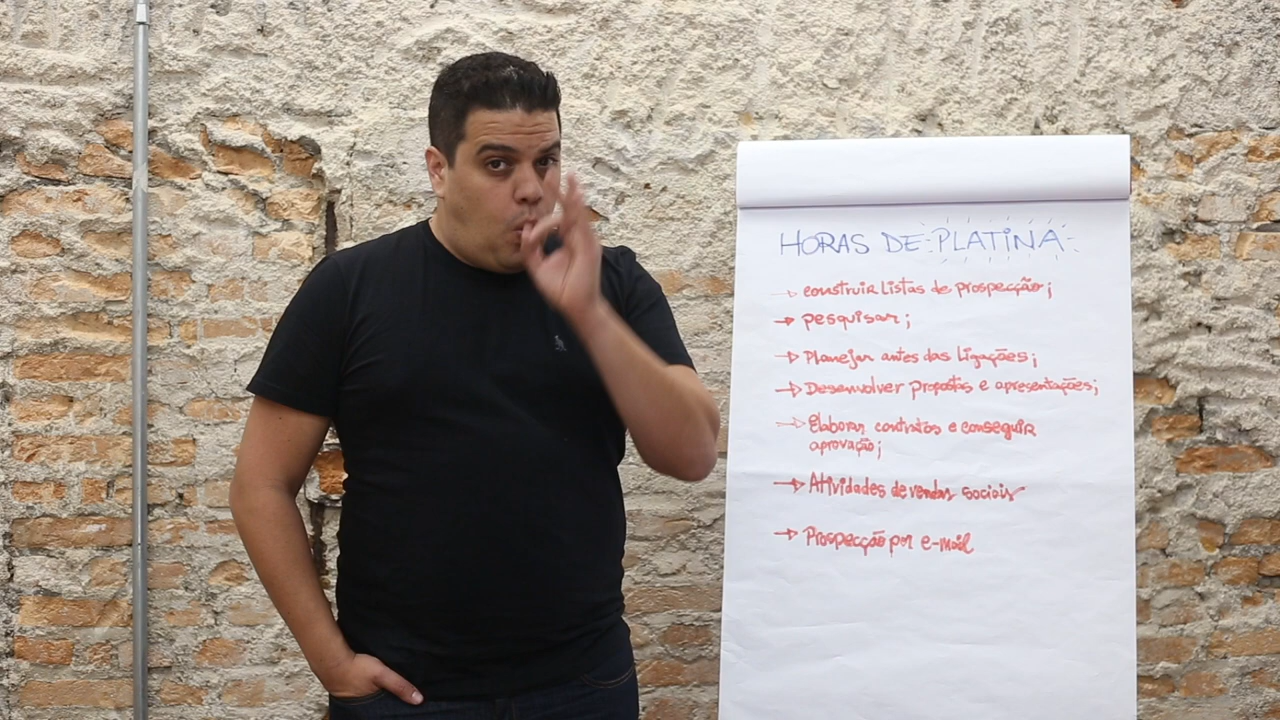 HORAS DE PLATINA
→ construir listas de prospecção;
→ pesquisar;
→ Planejar antes das ligações;
→ Desenvolver propostas e apresentações;
→ Elaborar contratos e conseguir
aprovação;
→ Atividades de vendas sociais
→ Prospecção por e-mail